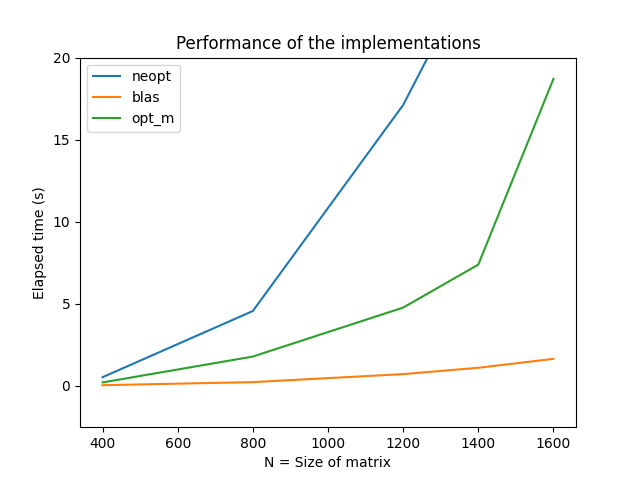 Performance of the implementations
neopt
blas
opt_m
Elapsed time (s)
20
15
10
5
0
400 600 800 1000 1200 1400 1600
N = Size of matrix